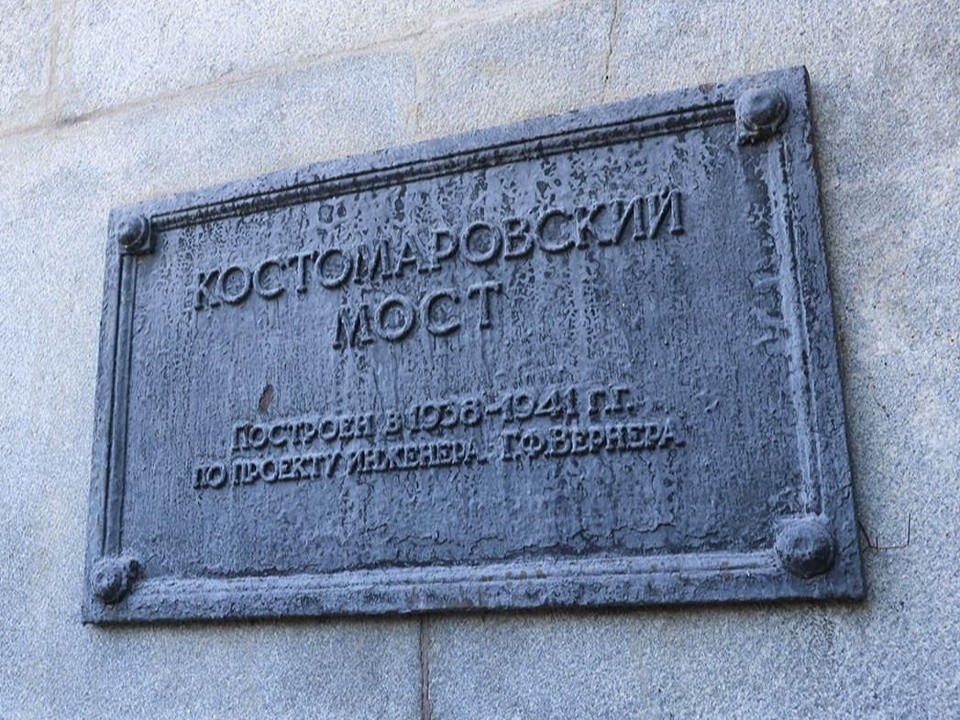 КОСТОМАРОВСКИЙ
МОСТ
ПОСТРОЕН В 1938-1941 Г.Г.
ПО ПРОЕКТУ ИНЖЕНЕРА Г.Ф.ВЕРНЕРА